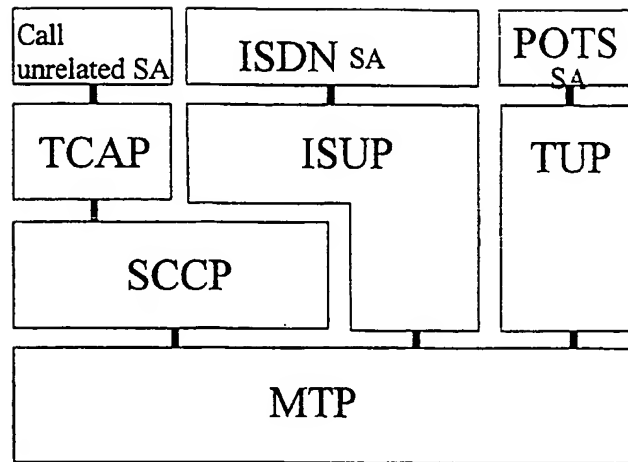 Call
unrelated SA
ISDN SA
POTS
SA
TCAP
ISUP
TUP
SCCP
MTP